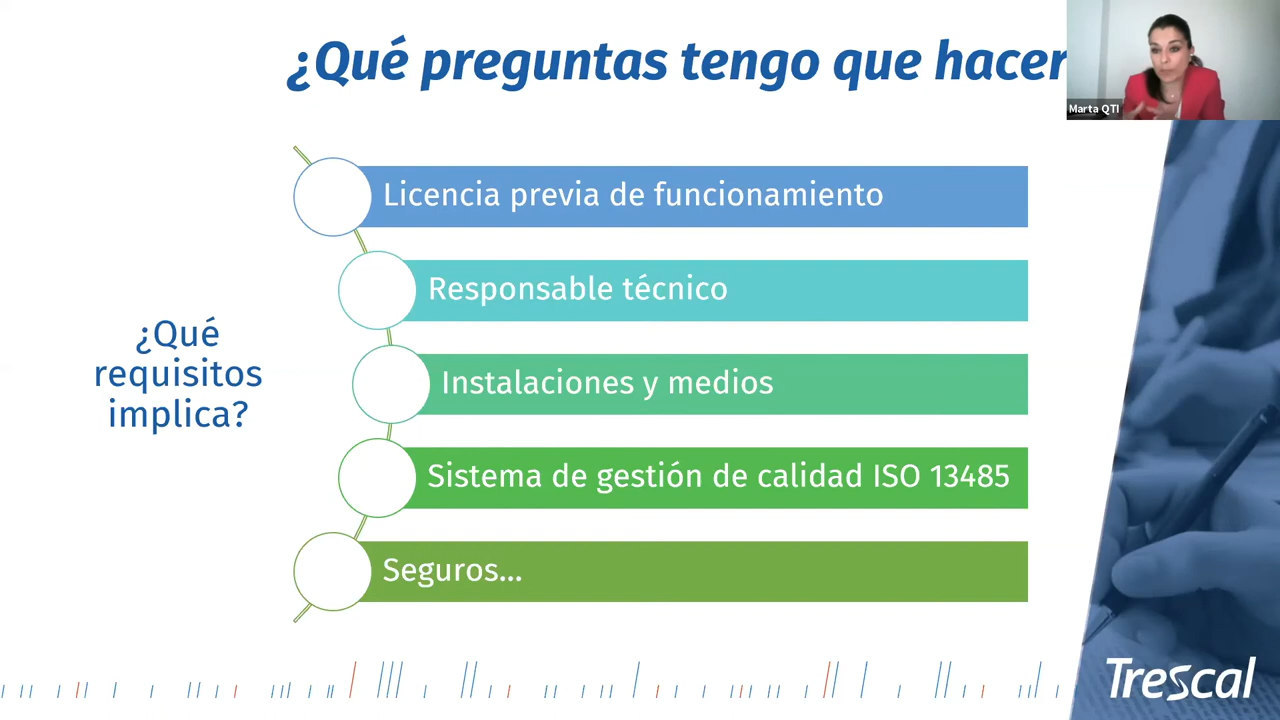 ¿Qué preguntas tengo que hacer
Marta QTI
Licencia previa de funcionamiento
Responsable técnico
¿Qué
requisitos
implica?
Instalaciones y medios
Sistema de gestión de calidad ISO 13485
Seguros...
Trescal